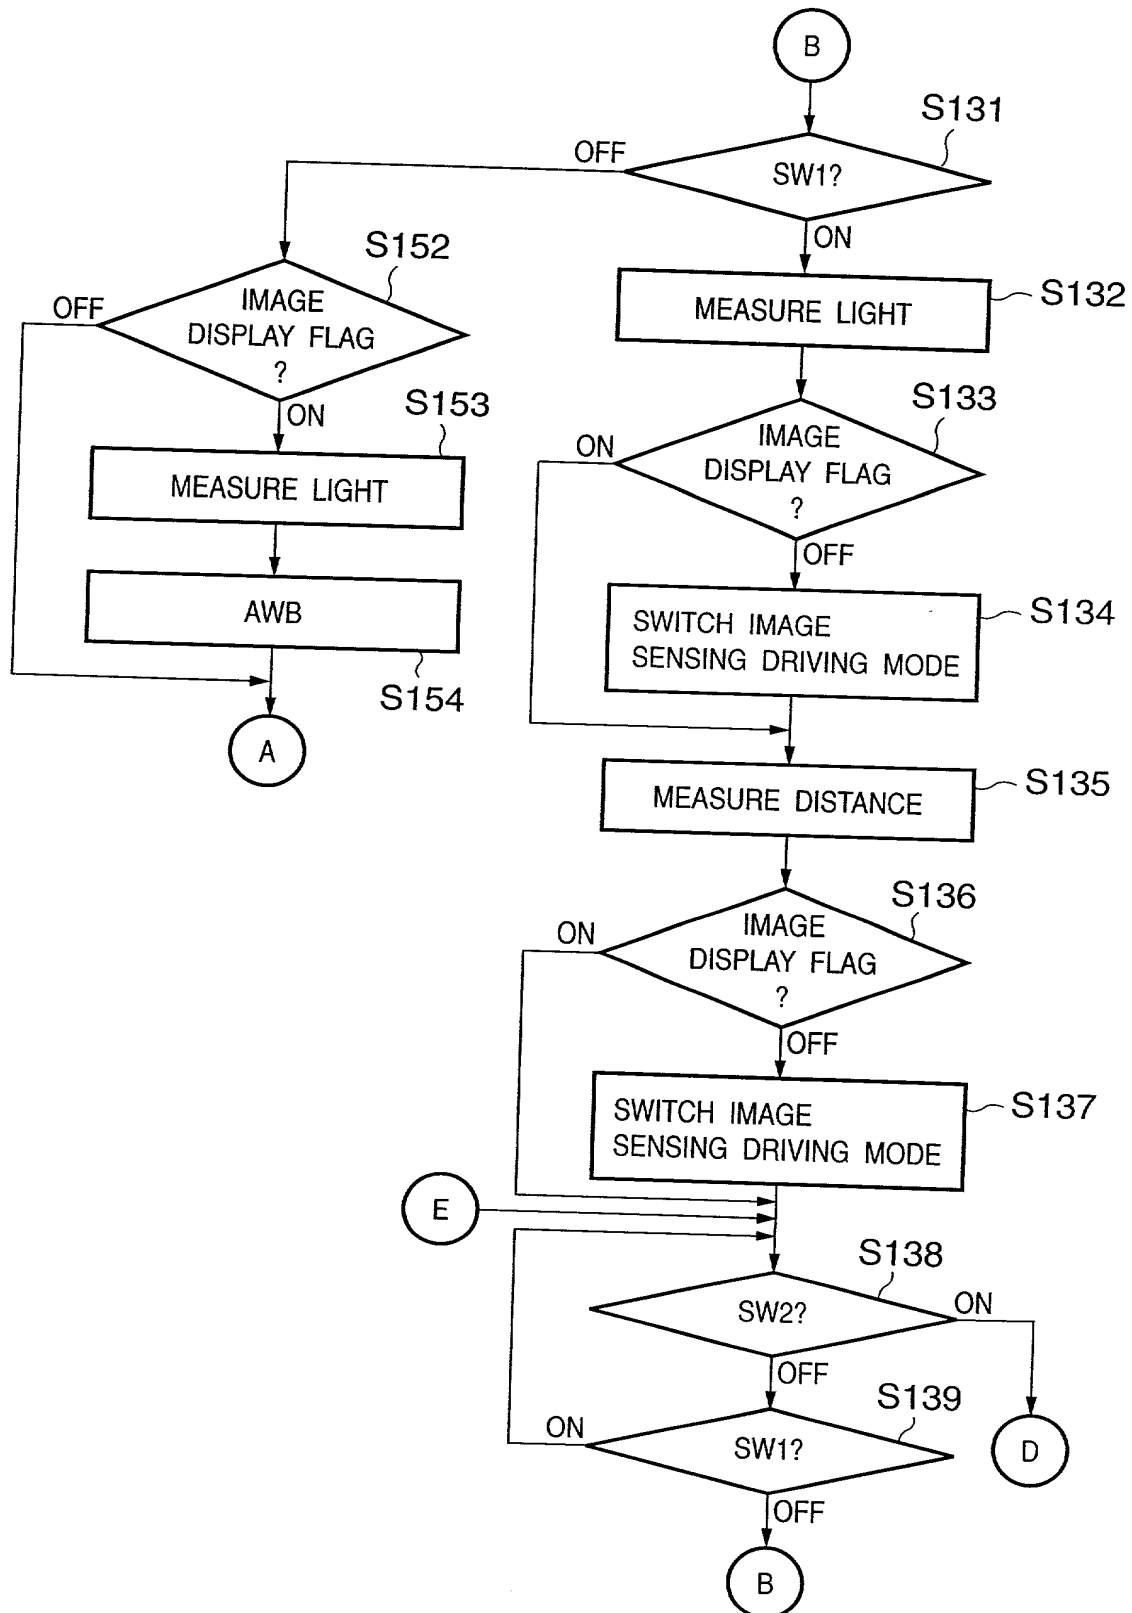 B
S131
OFF
SW1?
ON
S152
IMAGE
DISPLAY FLAG
?
OFF
ON
S132
MEASURE LIGHT
S153
MEASURE LIGHT
S133
IMAGE
DISPLAY FLAG
?
ON
OFF
AWB
S154
A
S134
SWITCH IMAGE
SENSING DRIVING MODE
S135
MEASURE DISTANCE
S136
IMAGE
DISPLAY FLAG
?
ON
OFF
S137
SWITCH IMAGE
SENSING DRIVING MODE
E
S138
SW2?
ON
OFF
S139
SW1?
ON
D
OFF
B